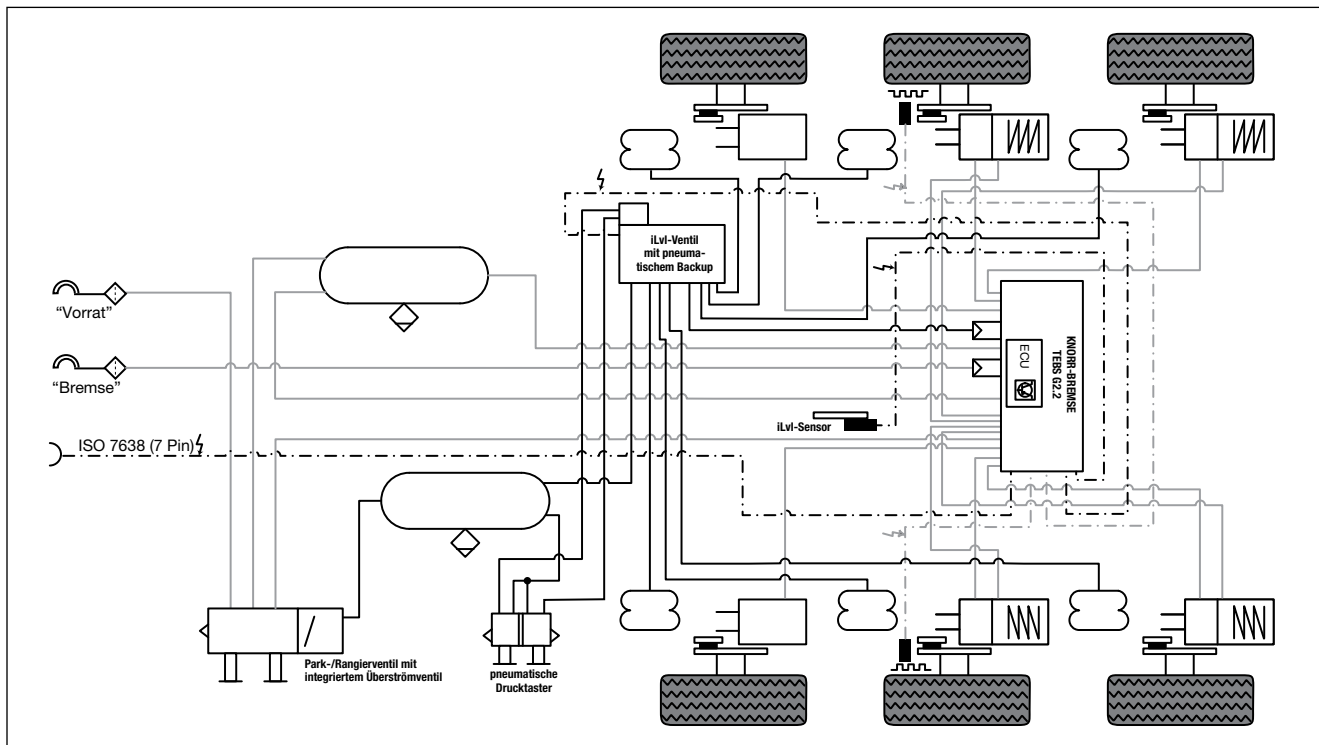 iLvl-Ventil
mit pneuma-
tischem Backup
“Vorrat”
“Bremse”
ISO 7638 (7 Pin)
iLvl-Sensor
ECU
KNORR-BREMSE
TEBS G2.2
Park-/Rangierventil mit
integriertem Überströmventil
pneumatische
Drucktaster